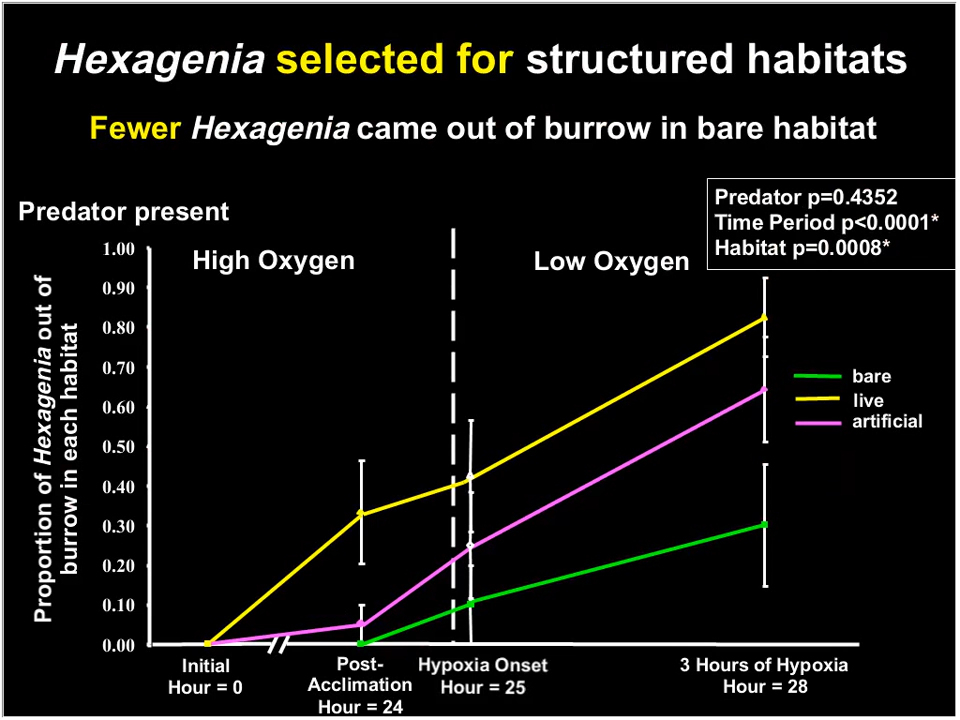 Hexagenia selected for structured habitats
Fewer Hexagenia came out of burrow in bare habitat
Predator p=0.4352
Time Period p<0.0001*
Habitat p=0.0008*
Predator present
High Oxygen
Low Oxygen
Proportion of Hexagenia out of
burrow in each habitat
1.00
0.90
0.80
0.70
0.60
0.50
0.40
0.30
0.20
0.10
0.00
bare
live
artificial
Initial
Hour = 0
Post-
Acclimation
Hour = 24
Hypoxia Onset
Hour = 25
3 Hours of Hypoxia
Hour = 28